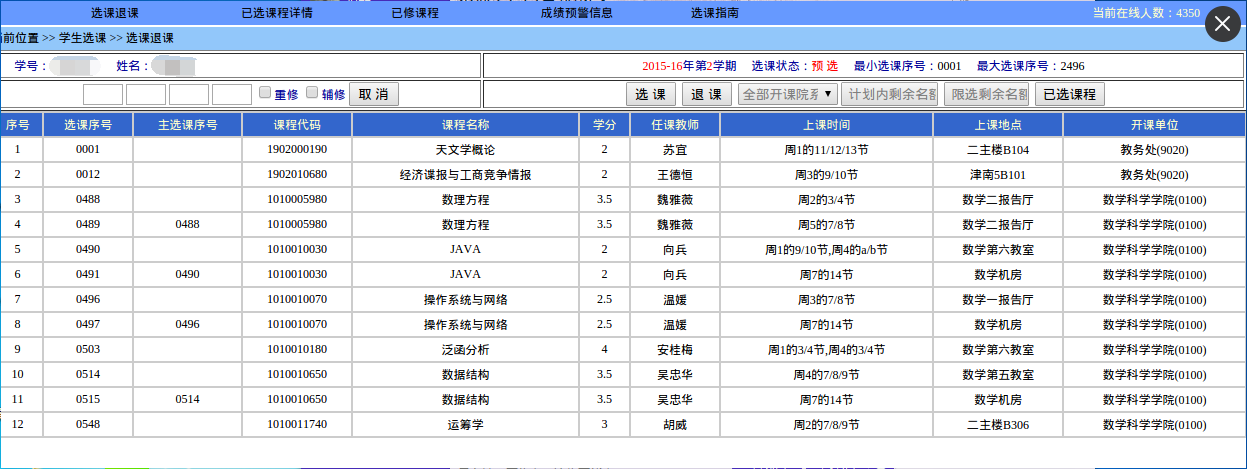 选课退课 已选课程详情 已修课程 成绩预警信息 选课指南 当前在线人数：4350
前位置 >> 学生选课 >> 选课退课
学号： 姓名： 2015-16年第2学期 选课状态：预 选 最小选课序号：0001 最大选课序号：2496
重修 辅修 取 消 选 课 退 课 全部开课院系 计划内剩余名额 限选剩余名额 已选课程
序号 选课序号 主选课序号 课程代码 课程名称 学分 任课教师 上课时间 上课地点 开课单位
1 0001 1902000190 天文学概论 2 苏宜 周1的11/12/13节 二主楼B104 教务处(9020)
2 0012 1902010680 经济谍报与工商竞争情报 2 王德恒 周3的9/10节 津南5B101 教务处(9020)
3 0488 1010005980 数理方程 3.5 魏雅薇 周2的3/4节 数学二报告厅 数学科学学院(0100)
4 0489 0488 1010005980 数理方程 3.5 魏雅薇 周5的7/8节 数学二报告厅 数学科学学院(0100)
5 0490 1010010030 JAVA 2 向兵 周1的9/10节,周4的a/b节 数学第六教室 数学科学学院(0100)
6 0491 0490 1010010030 JAVA 2 向兵 周7的14节 数学机房 数学科学学院(0100)
7 0496 1010010070 操作系统与网络 2.5 温媛 周3的7/8节 数学一报告厅 数学科学学院(0100)
8 0497 0496 1010010070 操作系统与网络 2.5 温媛 周7的14节 数学机房 数学科学学院(0100)
9 0503 1010010180 泛函分析 4 安桂梅 周1的3/4节,周4的3/4节 数学第六教室 数学科学学院(0100)
10 0514 1010010650 数据结构 3.5 吴忠华 周4的7/8/9节 数学第五教室 数学科学学院(0100)
11 0515 0514 1010010650 数据结构 3.5 吴忠华 周7的14节 数学机房 数学科学学院(0100)
12 0548 1010011740 运筹学 3 胡威 周2的7/8/9节 二主楼B306 数学科学学院(0100)